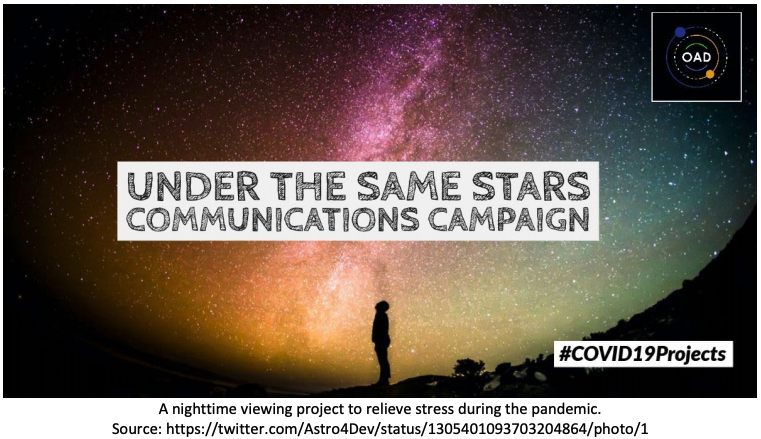 OAD
UNDER THE SAME STARS
COMMUNICATIONS CAMPAIGN
#COVID19Projects
A nighttime viewing project to relieve stress during the pandemic.
Source: https://twitter.com/Astro4Dev/status/1305401093703204864/photo/1